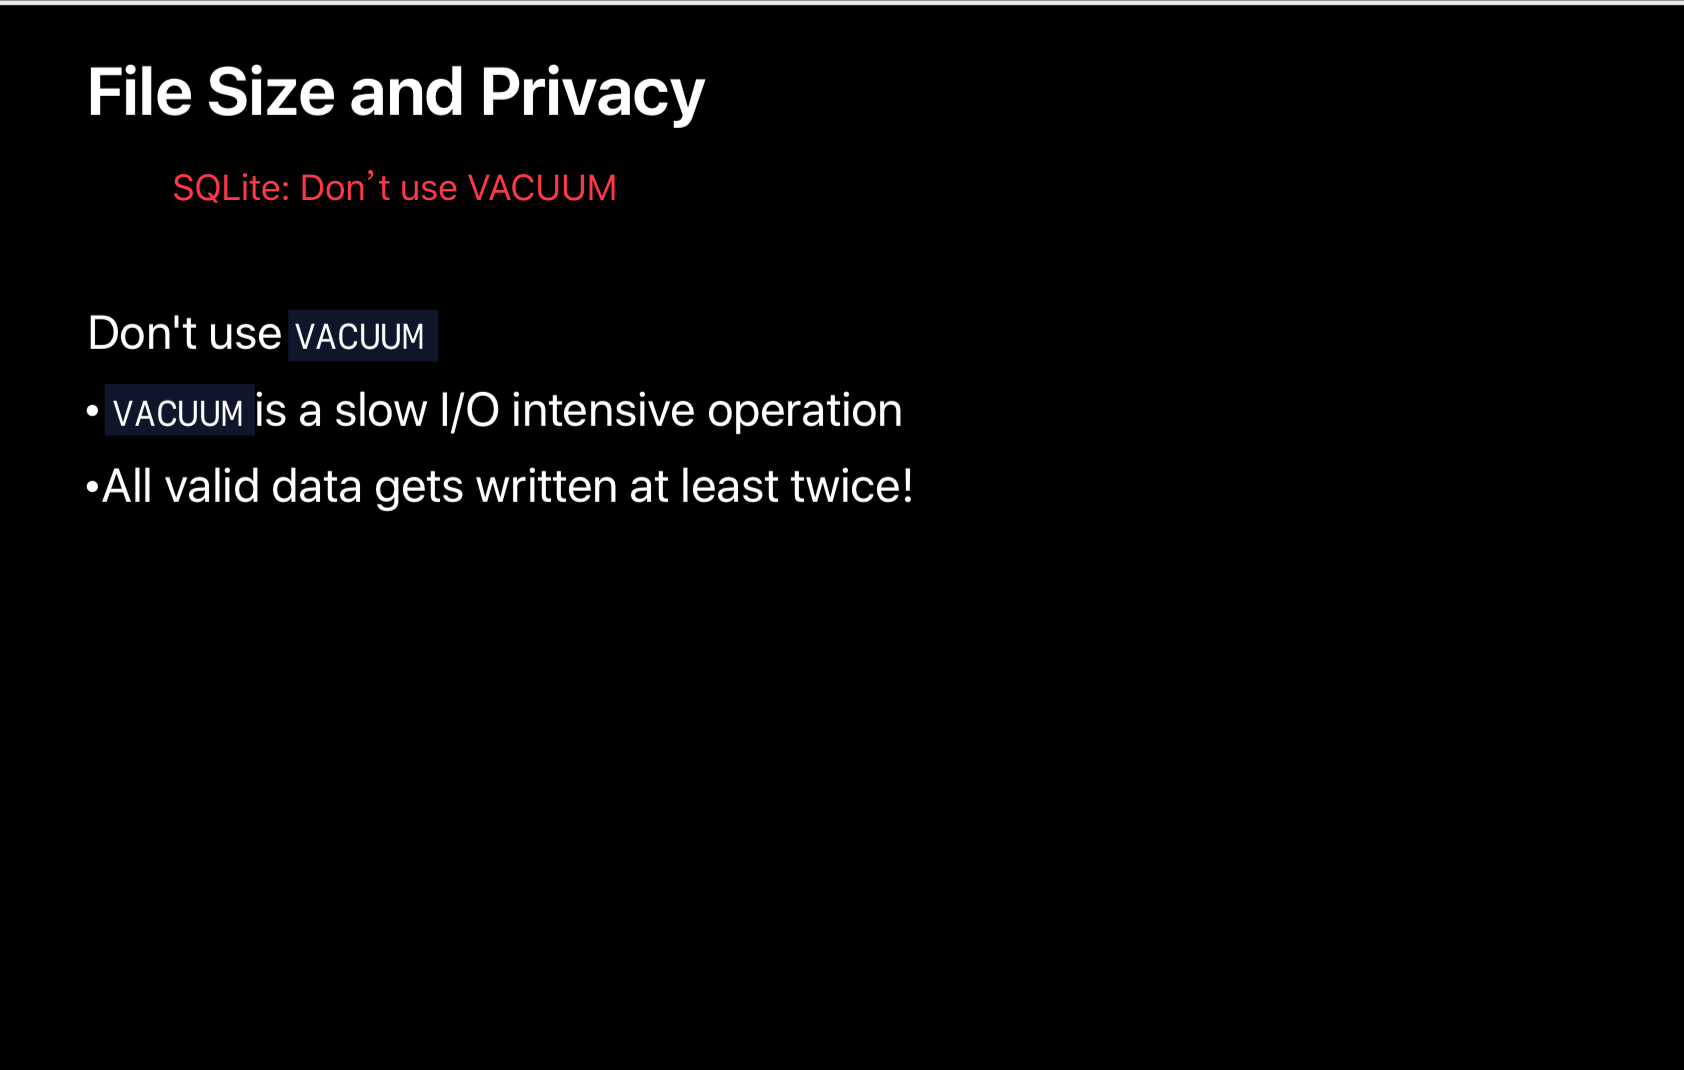 File Size and Privacy
SQLite: Don’t use VACUUM
Don't use VACUUM
• VACUUM is a slow I/O intensive operation
•All valid data gets written at least twice!